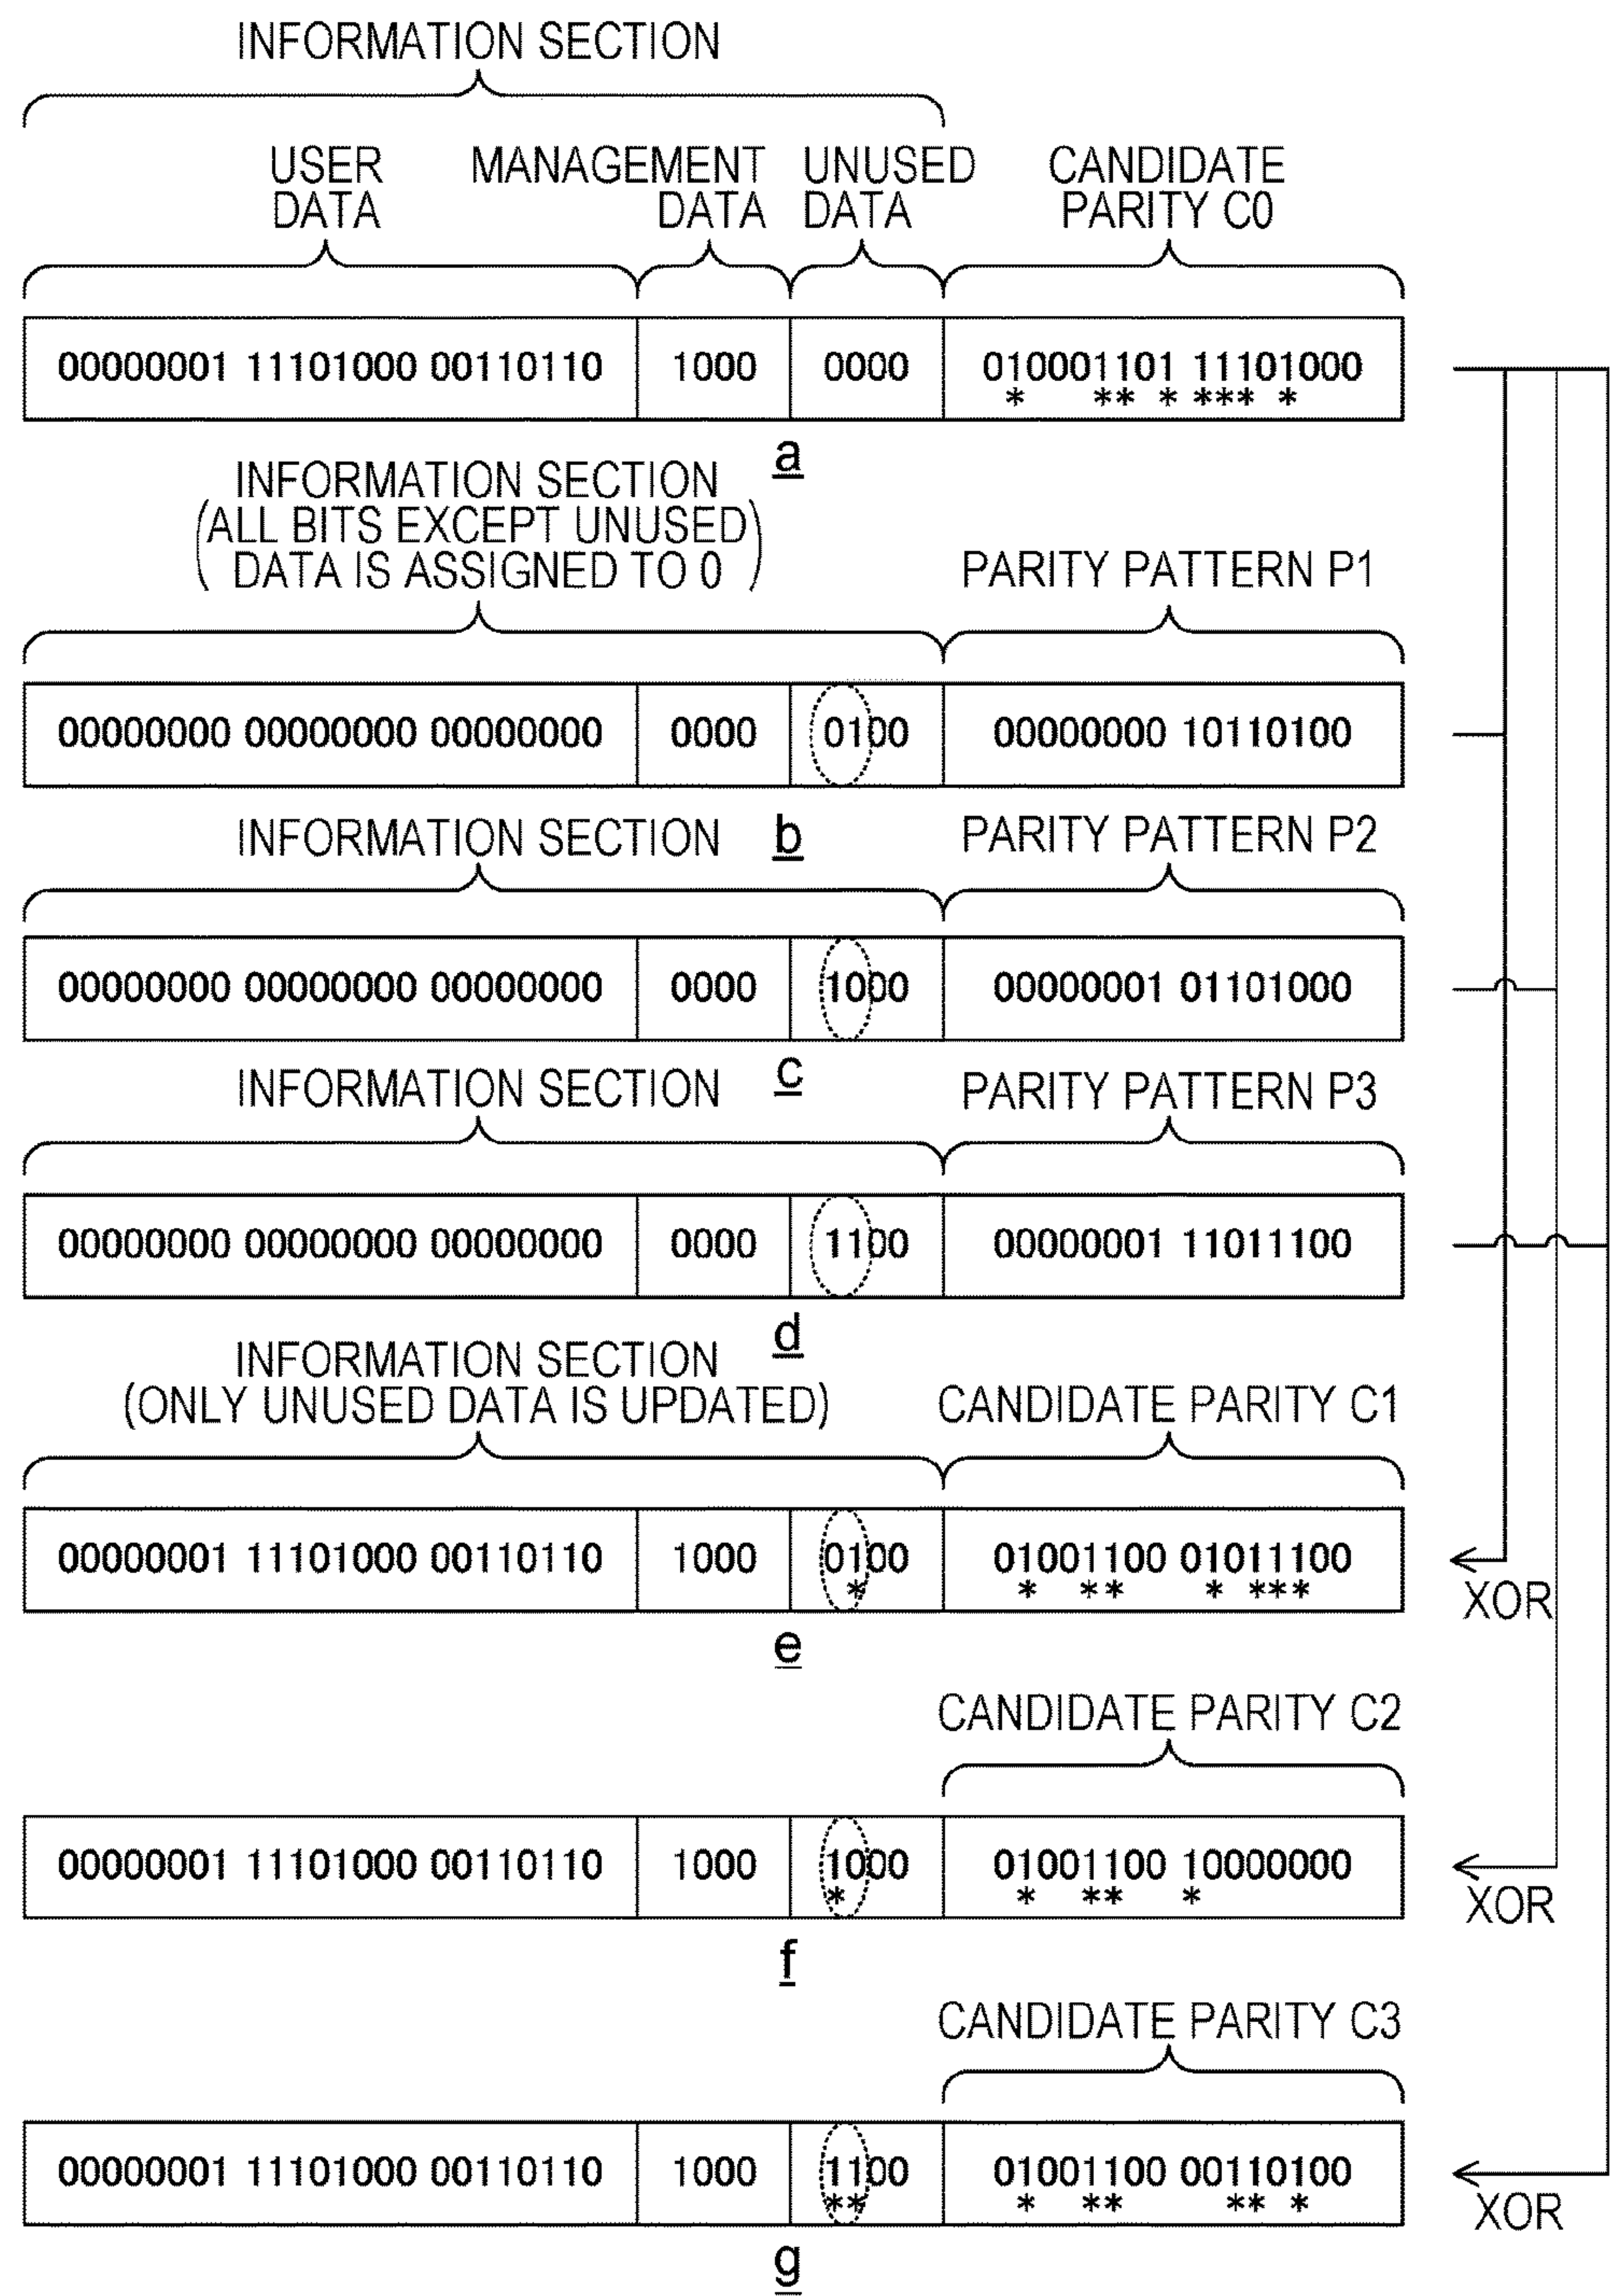 INFORMATION SECTION
USER DATA
MANAGEMENT DATA
UNUSED DATA
CANDIDATE PARITY C0
00000001 11101000 00110110 1000 0000 010001101 11101000
* ** * *** *
a
INFORMATION SECTION
(ALL BITS EXCEPT UNUSED
DATA IS ASSIGNED TO 0)
PARITY PATTERN P1
00000000 00000000 00000000 0000 0100 00000000 10110100
b
INFORMATION SECTION
PARITY PATTERN P2
00000000 00000000 00000000 0000 1000 00000001 01101000
c
INFORMATION SECTION
PARITY PATTERN P3
00000000 00000000 00000000 0000 1100 00000001 11011100
d
INFORMATION SECTION
(ONLY UNUSED DATA IS UPDATED)
CANDIDATE PARITY C1
00000001 11101000 00110110 1000 0100 01001100 01011100
* * ** * ***
XOR
e
CANDIDATE PARITY C2
00000001 11101000 00110110 1000 1000 01001100 10000000
* * ** *
XOR
f
CANDIDATE PARITY C3
00000001 11101000 00110110 1000 1100 01001100 00110100
** * ** ** *
XOR
g